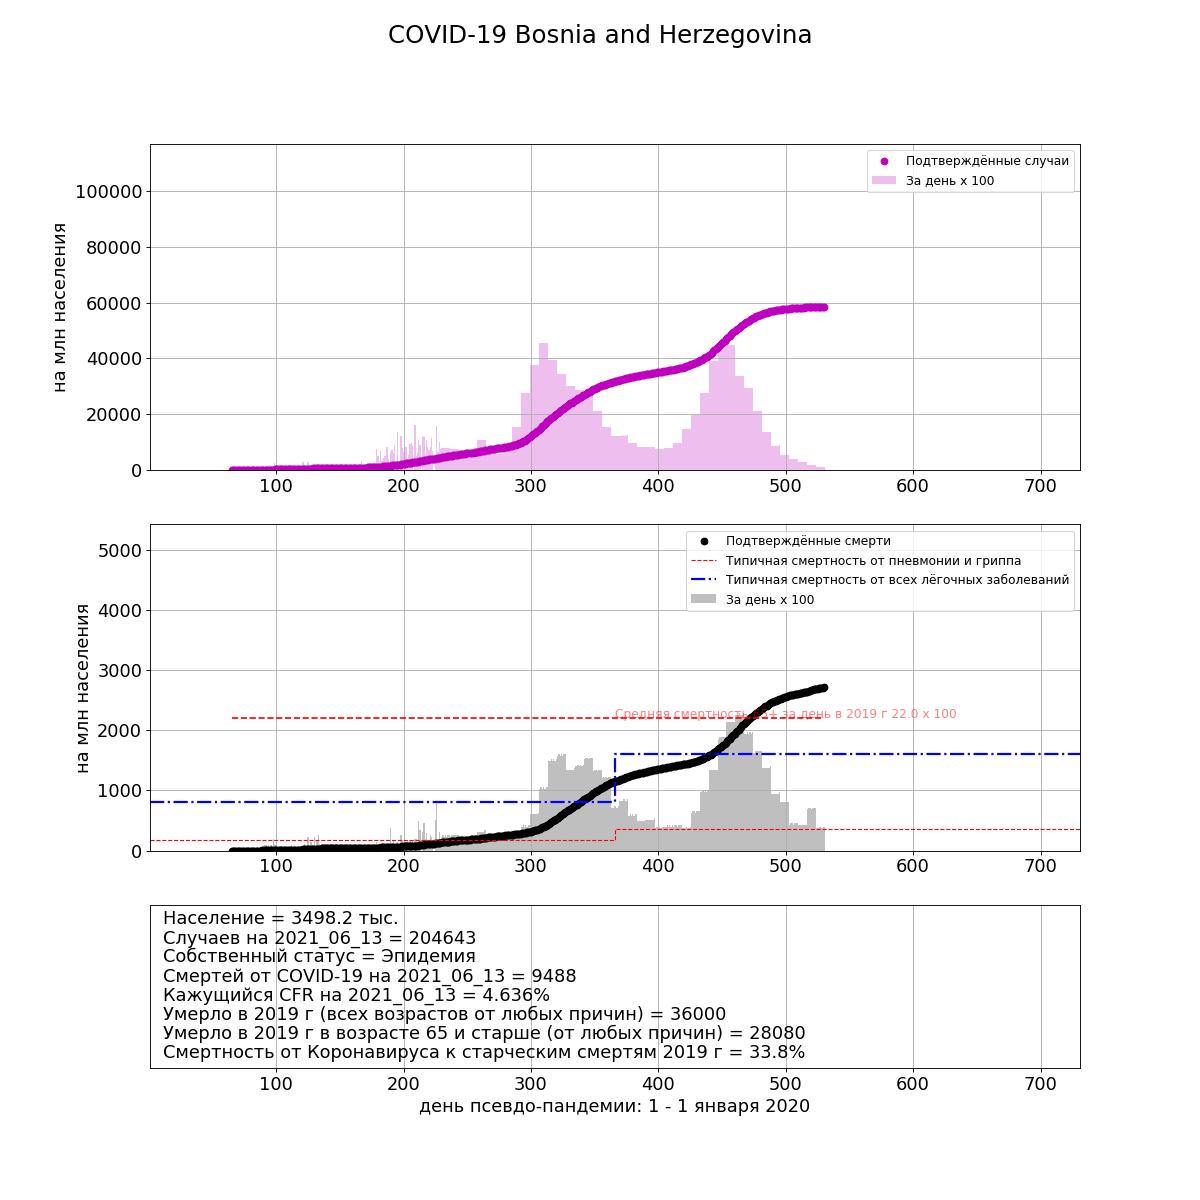 COVID-19 Bosnia and Herzegovina
на млн населения
100000
80000
60000
40000
20000
0
Подтверждённые случаи
За день x 100
100 200 300 400 500 600 700
на млн населения
5000
4000
3000
2000
1000
0
Подтверждённые смерти
Типичная смертность от пневмонии и гриппа
Типичная смертность от всех лёгочных заболеваний
За день x 100
Средняя смертность за день в 2019 г 22.0 x 100
100 200 300 400 500 600 700
Население = 3498.2 тыс.
Случаев на 2021_06_13 = 204643
Собственный статус = Эпидемия
Смертей от COVID-19 на 2021_06_13 = 9488
Кажущийся CFR на 2021_06_13 = 4.636%
Умерло в 2019 г (всех возрастов от любых причин) = 36000
Умерло в 2019 г в возрасте 65 и старше (от любых причин) = 28080
Смертность от Коронавируса к старческим смертям 2019 г = 33.8%
100 200 300 400 500 600 700
день псевдо-пандемии: 1 - 1 января 2020